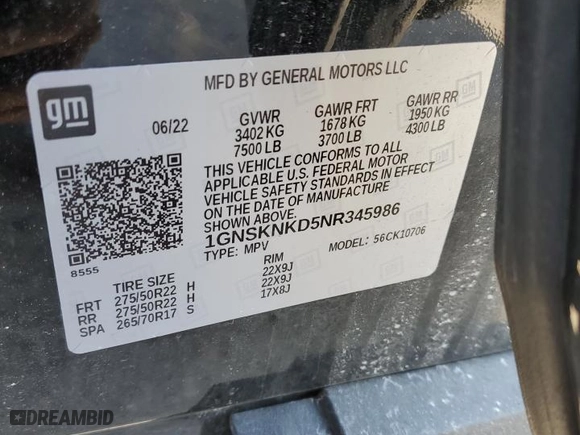 MFD BY GENERAL MOTORS LLC
gm
06/22 GVWR GAWR FRT GAWR RR
3402 KG 1678 KG 1950 KG
7500 LB 3700 LB 4300 LB
THIS VEHICLE CONFORMS TO ALL
APPLICABLE U.S. FEDERAL MOTOR
VEHICLE SAFETY STANDARDS IN EFFECT
ON THE DATE OF MANUFACTURE
SHOWN ABOVE.
1GNSKNKD5NR345986
TYPE: MPV MODEL: 56CK10706
8555
TIRE SIZE RIM
FRT 275/50R22 H 22X9J
RR 275/50R22 H 22X9J
SPA 265/70R17 S 17X8J
DREAMBID